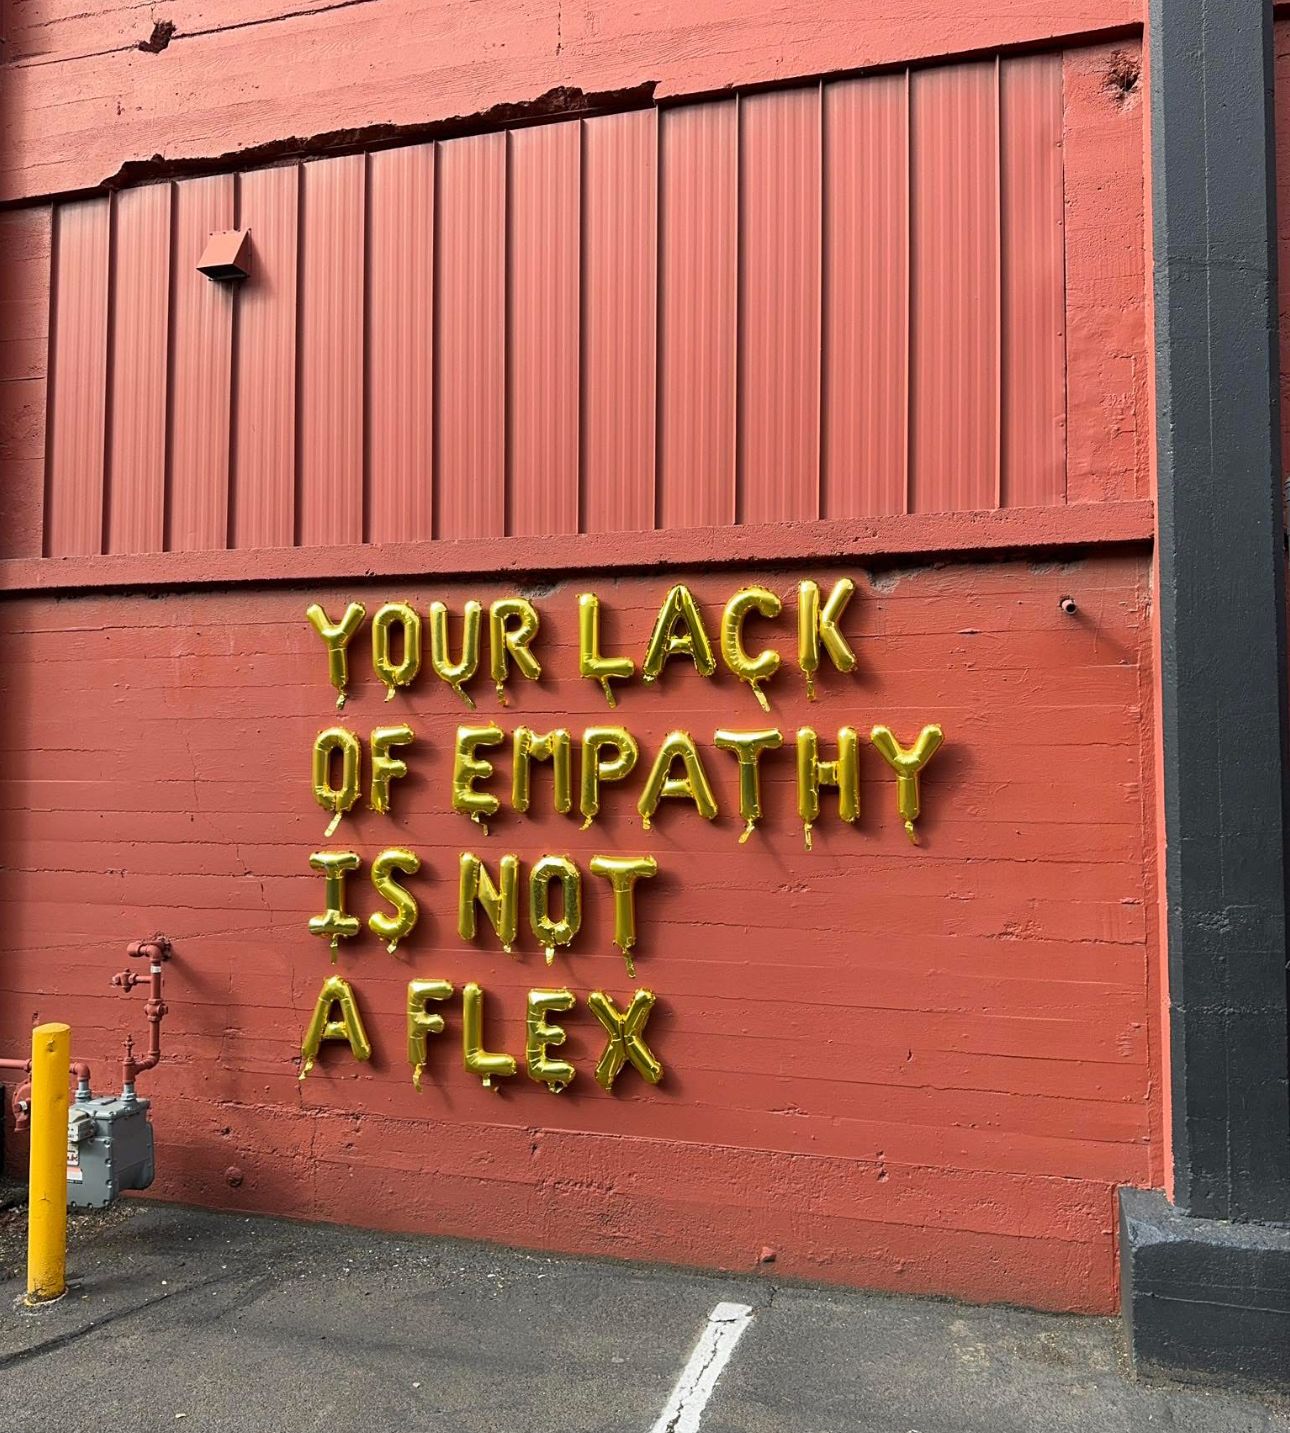 YOUR LACK
OF EMPATHY
IS NOT
A FLEX